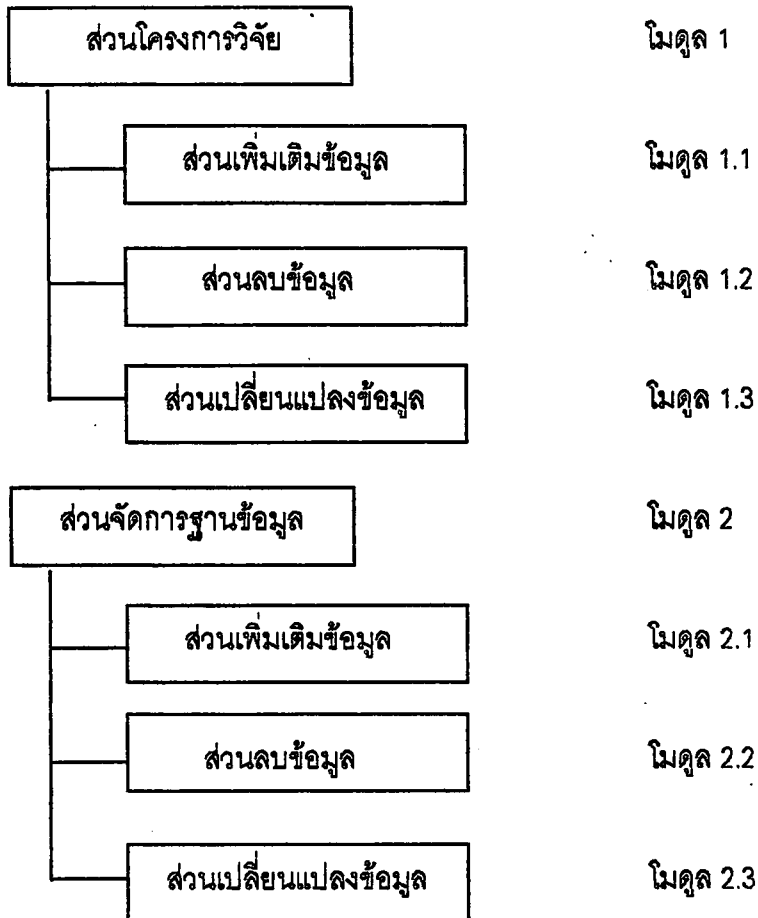 ส่วนโครงการวิจัย โมดูล 1
ส่วนเพิ่มเติมข้อมูล โมดูล 1.1
ส่วนลบข้อมูล โมดูล 1.2
ส่วนเปลี่ยนแปลงข้อมูล โมดูล 1.3
ส่วนจัดการฐานข้อมูล โมดูล 2
ส่วนเพิ่มเติมข้อมูล โมดูล 2.1
ส่วนลบข้อมูล โมดูล 2.2
ส่วนเปลี่ยนแปลงข้อมูล โมดูล 2.3